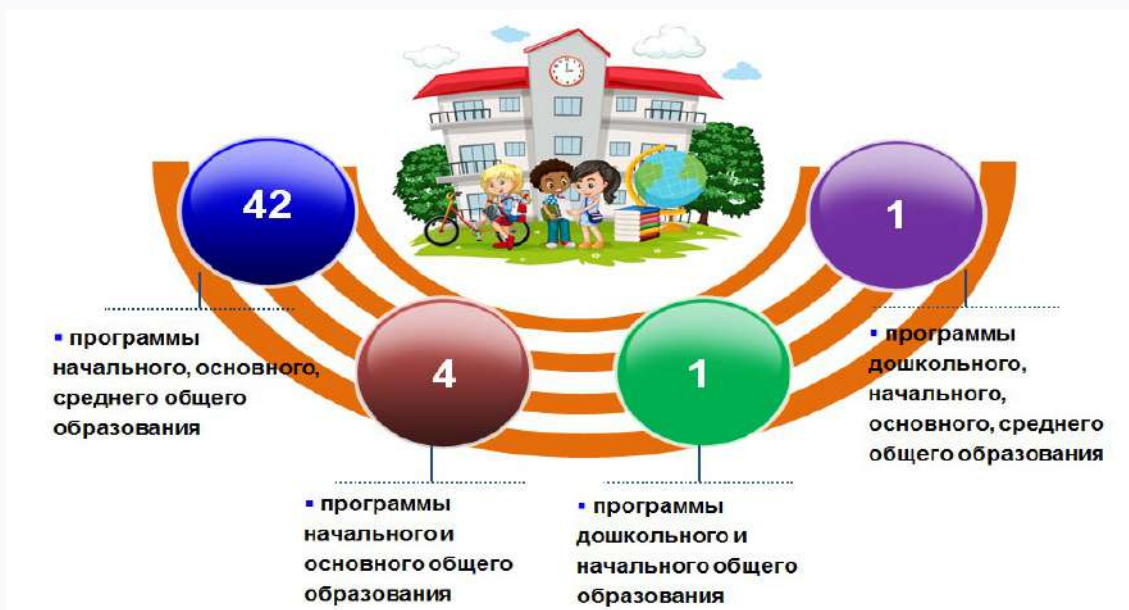 42
▪ программы
начального, основного,
среднего общего
образования
4
▪ программы
начального и
основного общего
образования
1
▪ программы
дошкольного и
начального общего
образования
1
▪ программы
дошкольного,
начального,
основного, среднего
общего образования